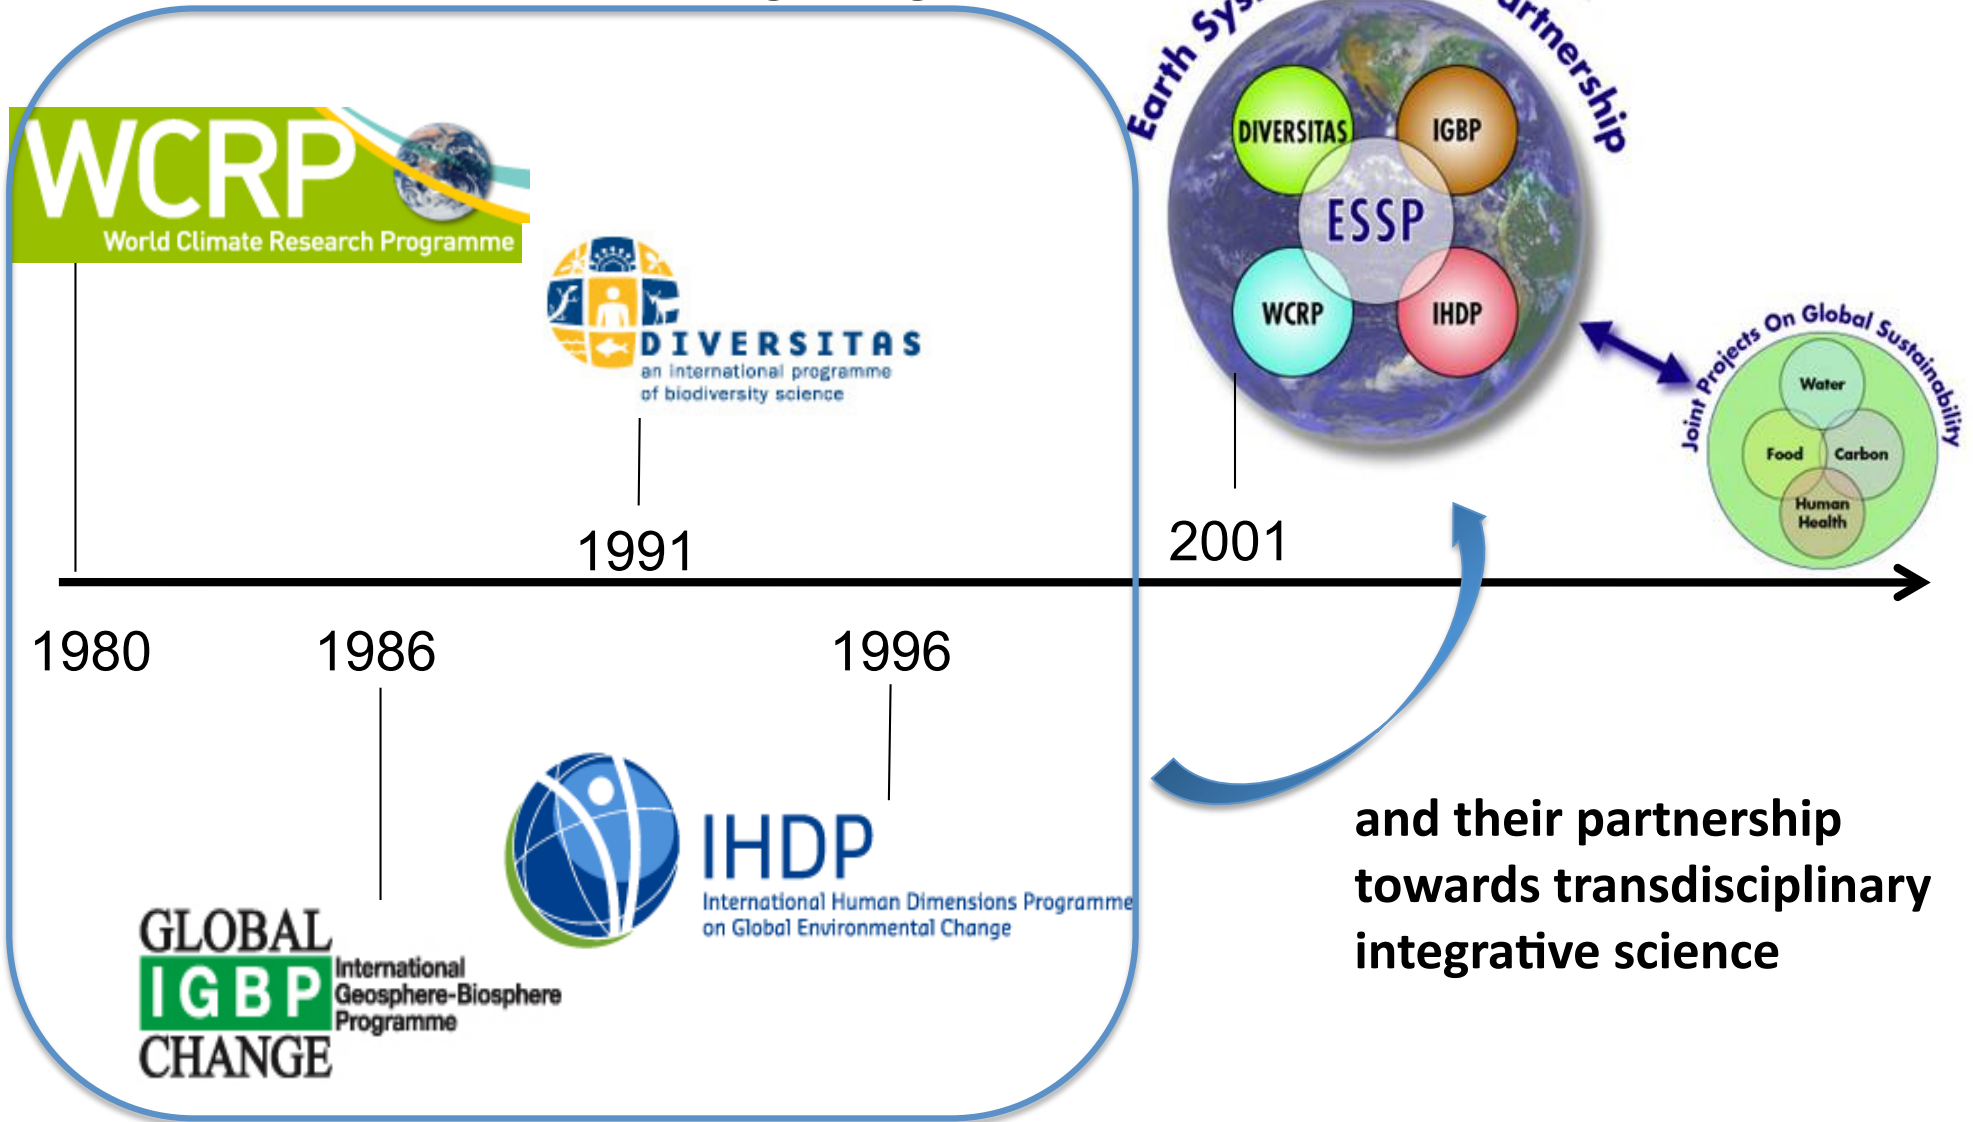 Earth Sys
artnership
DIVERSITAS
IGBP
ESSP
WCRP
IHDP
WCRP
World Climate Research Programme
DIVERSITAS
an international programme
of biodiversity science
Joint Projects On Global Sustainability
Water
Food
Carbon
Human
Health
1991
2001
1980
1986
1996
IHDP
International Human Dimensions Programme
on Global Environmental Change
and their partnership
towards transdisciplinary
integrative science
GLOBAL
IGBP
CHANGE
International
Geosphere-Biosphere
Programme